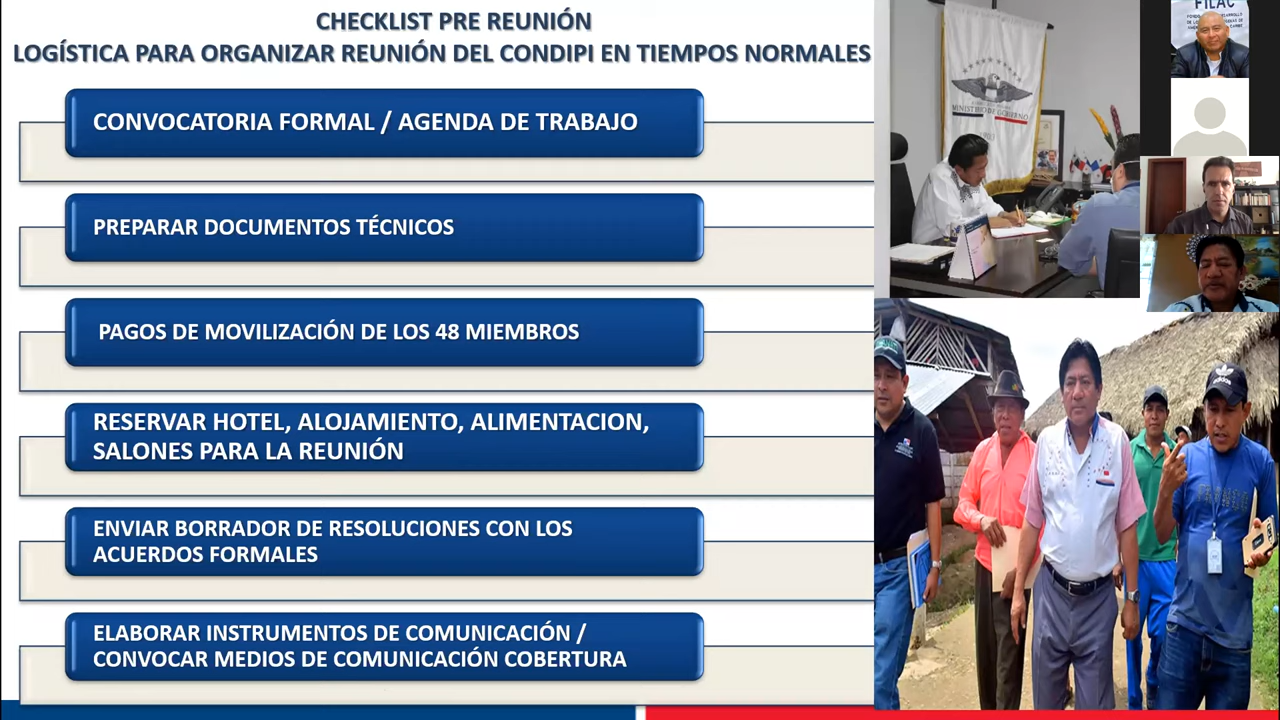 CHECKLIST PRE REUNIÓN
LOGÍSTICA PARA ORGANIZAR REUNIÓN DEL CONDIPI EN TIEMPOS NORMALES
CONVOCATORIA FORMAL / AGENDA DE TRABAJO
PREPARAR DOCUMENTOS TÉCNICOS
PAGOS DE MOVILIZACIÓN DE LOS 48 MIEMBROS
RESERVAR HOTEL, ALOJAMIENTO, ALIMENTACION,
SALONES PARA LA REUNIÓN
ENVIAR BORRADOR DE RESOLUCIONES CON LOS
ACUERDOS FORMALES
ELABORAR INSTRUMENTOS DE COMUNICACIÓN /
CONVOCAR MEDIOS DE COMUNICACIÓN COBERTURA
MINISTERIO DE GOBIERNO
FILAC
adidas